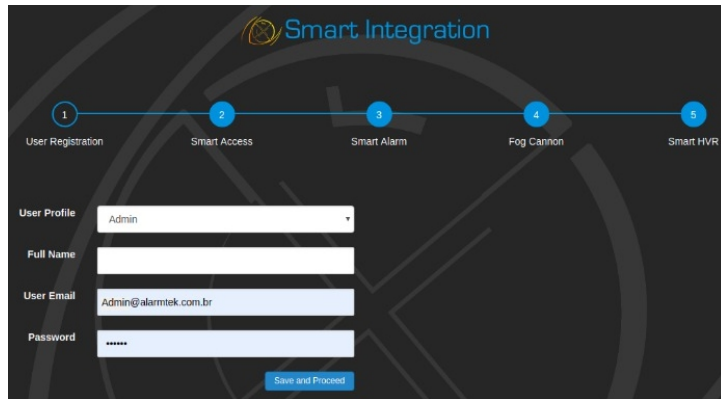 Smart Integration
1 2 3 4 5
User Registration Smart Access Smart Alarm Fog Cannon Smart HVR
User Profile Admin
Full Name
User Email Admin@alarmtek.com.br
Password ••••••
Save and Proceed